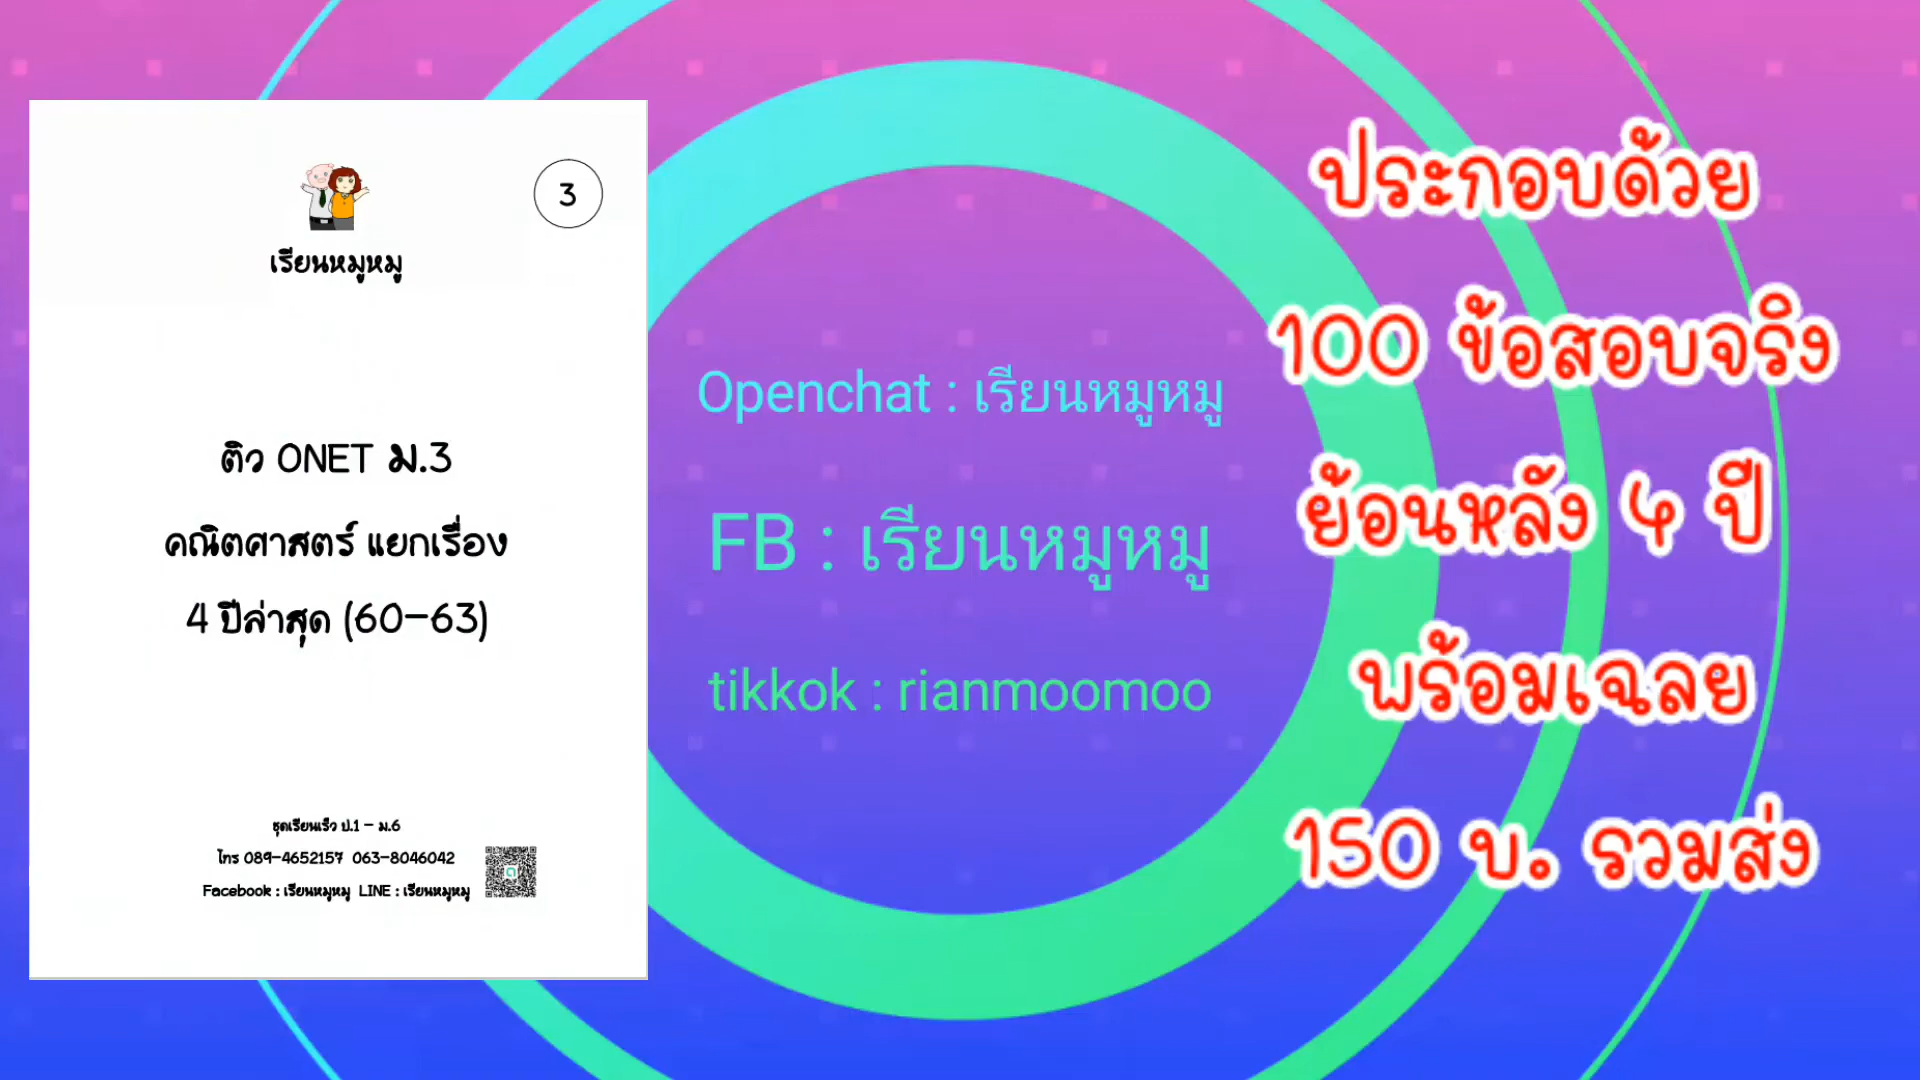 3
เรียนหมูหมู
ติว ONET ม.3
คณิตศาสตร์ แยกเรื่อง
4 ปีล่าสุด (60-63)
ชุดเรียนเร็ว ป.1 - ม.6
โทร 089-4652157 063-8046042
Facebook : เรียนหมูหมู LINE : เรียนหมูหมู
Openchat : เรียนหมูหมู
FB : เรียนหมูหมู
tikkok : rianmoomoo
ประกอบด้วย
100 ข้อสอบจริง
ย้อนหลัง 4 ปี
พร้อมเฉลย
150 บ. รวมส่ง